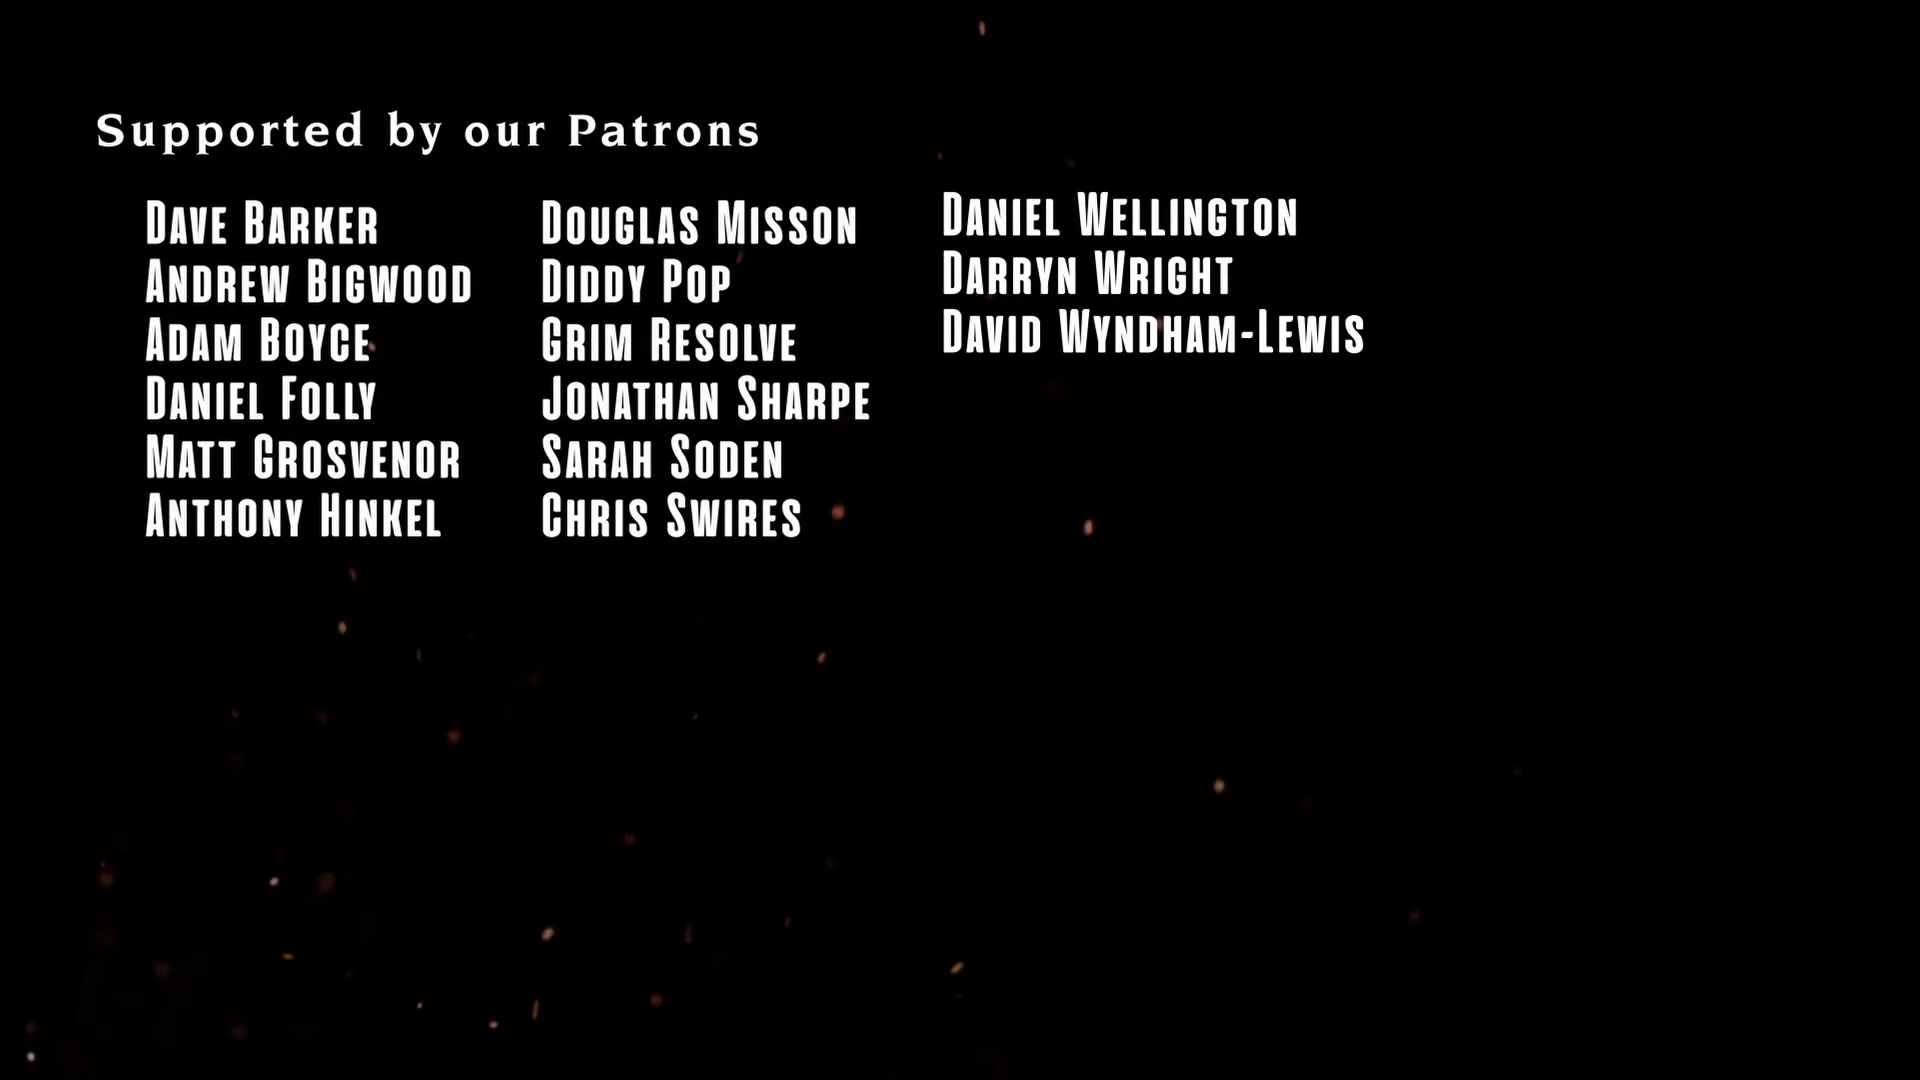 Supported by our Patrons
Dave Barker
Andrew Bigwood
Adam Boyce
Daniel Folly
Matt Grosvenor
Anthony Hinkel
Douglas Misson
Diddy Pop
Grim Resolve
Jonathan Sharpe
Sarah Soden
Chris Swires
Daniel Wellington
Darryn Wright
David Wyndham-Lewis